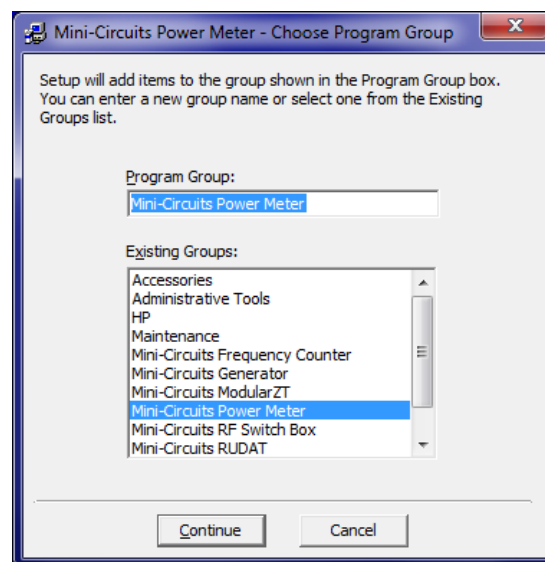 Mini-Circuits Power Meter - Choose Program Group
Setup will add items to the group shown in the Program Group box.
You can enter a new group name or select one from the Existing
Groups list.
Program Group:
Mini-Circuits Power Meter
Existing Groups:
Accessories
Administrative Tools
HP
Maintenance
Mini-Circuits Frequency Counter
Mini-Circuits Generator
Mini-Circuits ModularZT
Mini-Circuits Power Meter
Mini-Circuits RF Switch Box
Mini-Circuits RUDAT
Continue
Cancel